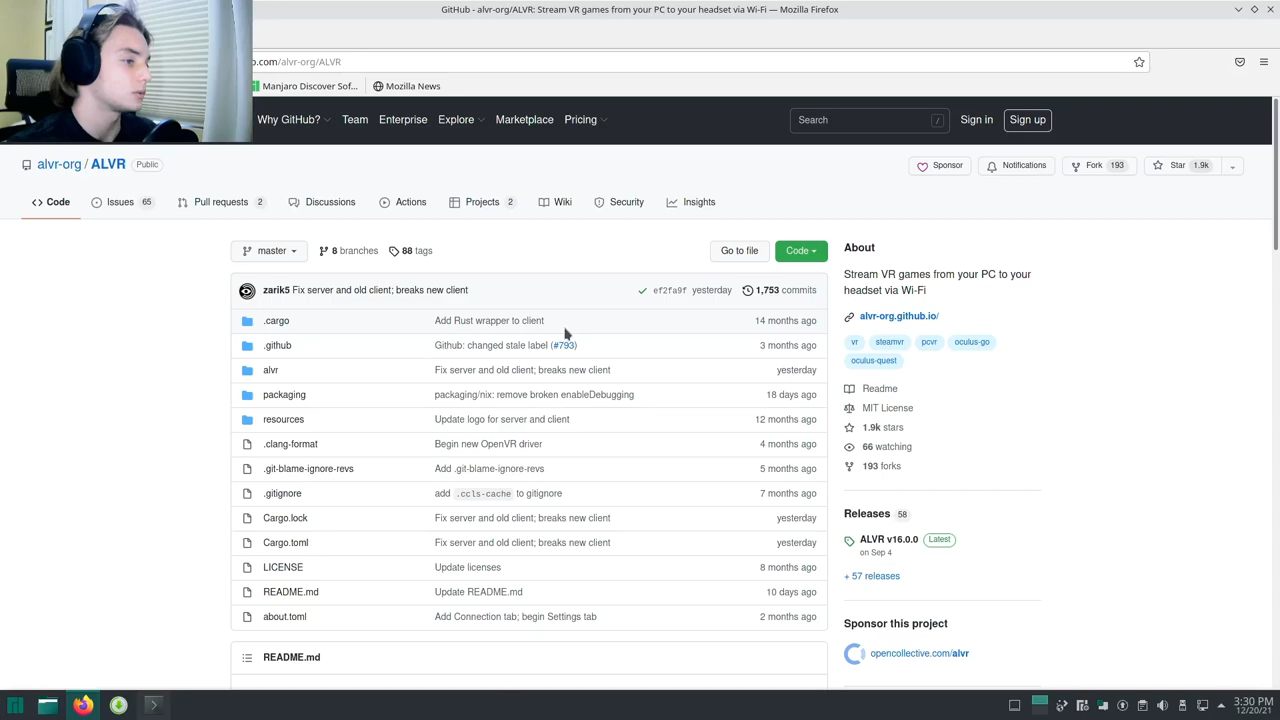 GitHub - alvr-org/ALVR: Stream VR games from your PC to your headset via Wi-Fi — Mozilla Firefox
b.com/alvr-org/ALVR
Manjaro Discover Sof... Mozilla News
Why GitHub? Team Enterprise Explore Marketplace Pricing Search / Sign in Sign up
alvr-org / ALVR Public Sponsor Notifications Fork 193 Star 1.9k
Code Issues 65 Pull requests 2 Discussions Actions Projects 2 Wiki Security Insights
master 8 branches 88 tags Go to file Code
zarik5 Fix server and old client; breaks new client ef2fa9f yesterday 1,753 commits
.cargo Add Rust wrapper to client 14 months ago
.github Github: changed stale label (#793) 3 months ago
alvr Fix server and old client; breaks new client yesterday
packaging packaging/nix: remove broken enableDebugging 18 days ago
resources Update logo for server and client 12 months ago
.clang-format Begin new OpenVR driver 4 months ago
.git-blame-ignore-revs Add .git-blame-ignore-revs 5 months ago
.gitignore add .ccls-cache to gitignore 7 months ago
Cargo.lock Fix server and old client; breaks new client yesterday
Cargo.toml Fix server and old client; breaks new client yesterday
LICENSE Update licenses 8 months ago
README.md Update README.md 10 days ago
about.toml Add Connection tab; begin Settings tab 2 months ago
README.md
About
Stream VR games from your PC to your
headset via Wi-Fi
alvr-org.github.io/
vr steamvr pcvr oculus-go
oculus-quest
Readme
MIT License
1.9k stars
66 watching
193 forks
Releases 58
ALVR v16.0.0 Latest
on Sep 4
+ 57 releases
Sponsor this project
opencollective.com/alvr
3:30 PM
12/20/21